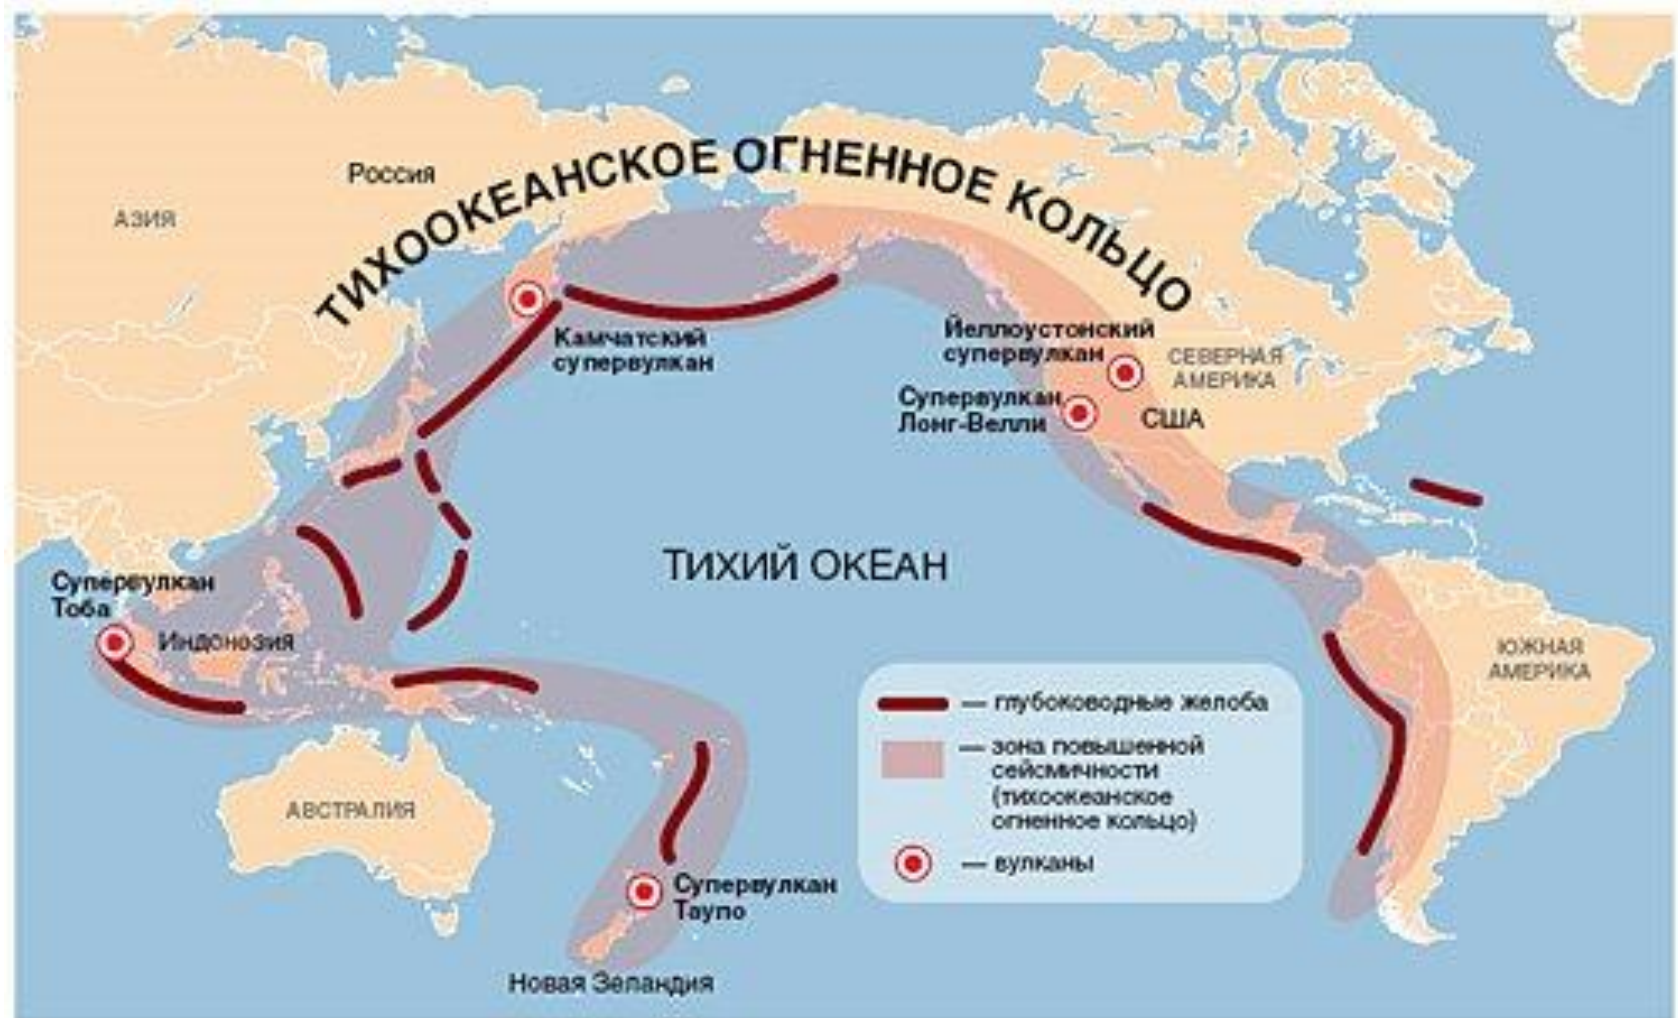 ТИХООКЕАНСКОЕ ОГНЕННОЕ КОЛЬЦО
Россия
АЗИЯ
Камчатский
супервулкан
Йеллоустонский
супервулкан
СЕВЕРНАЯ
АМЕРИКА
Супервулкан
Лонг-Велли
США
ТИХИЙ ОКЕАН
Супервулкан
Тоба
Индонозия
ЮЖНАЯ
АМЕРИКА
— глубоководные желоба
— зона повышенной
сейсмичности
(тихоокеанское
огненное кольцо)
— вулканы
АВСТРАЛИЯ
Супервулкан
Таупо
Новая Зеландия